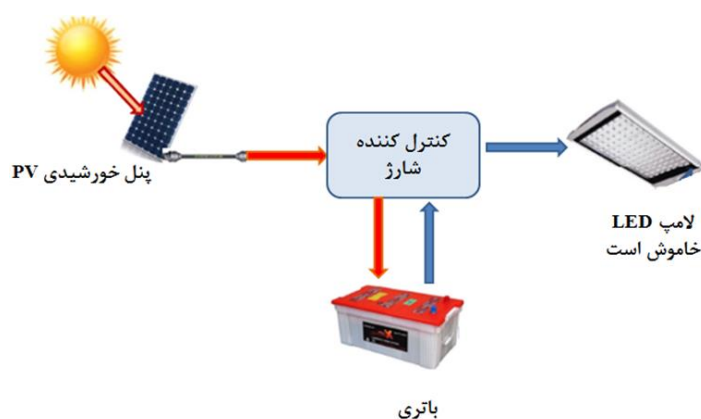 کنترل کننده
شارژ
پنل خورشیدی PV
لامپ LED
خاموش است
باتری